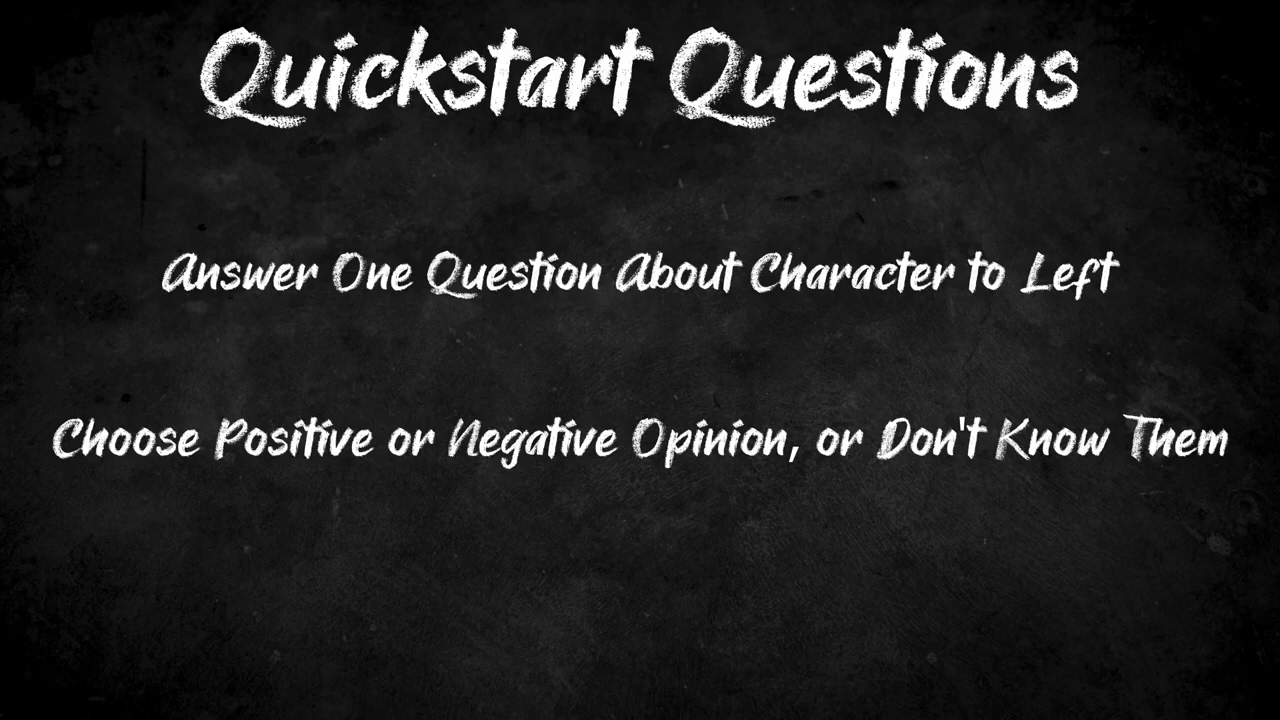 Quickstart Questions
Answer One Question About Character to Left
Choose Positive or Negative Opinion, or Don't Know Them